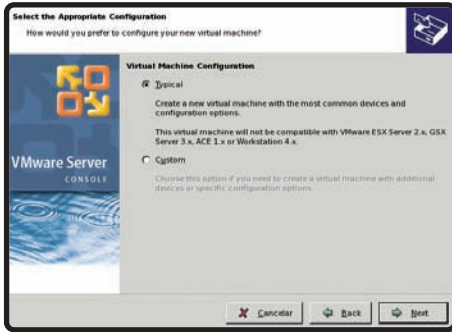 Select the Appropriate Configuration
How would you prefer to configure your new virtual machine?
VMware Server
CONSOLE
Virtual Machine Configuration
Typical
Create a new virtual machine with the most common devices and
configuration options.
This virtual machine will not be compatible with VMware ESX Server 2.x, GSX
Server 3.x, ACE 1.x or Workstation 4.x.
Custom
Choose this option if you need to create a virtual machine with additional
devices or specific configuration options.
Cancelar
Back
Next